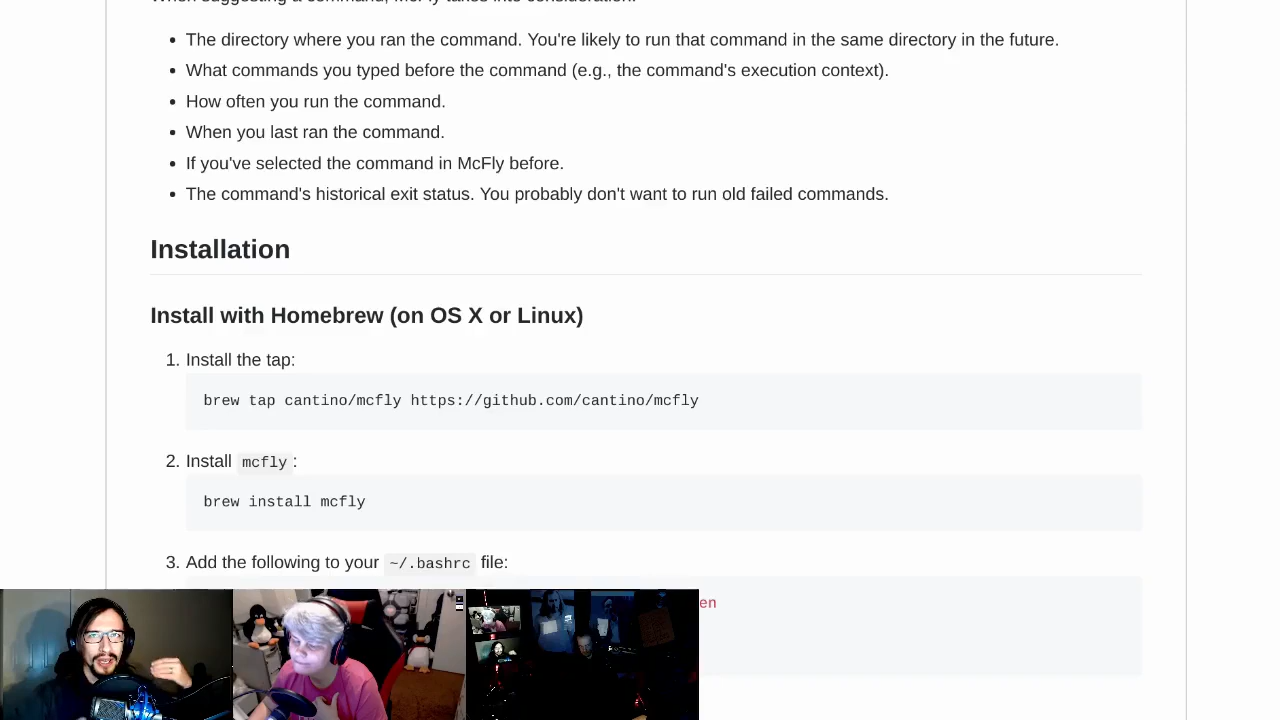 The directory where you ran the command. You're likely to run that command in the same directory in the future.
What commands you typed before the command (e.g., the command's execution context).
How often you run the command.
When you last ran the command.
If you've selected the command in McFly before.
The command's historical exit status. You probably don't want to run old failed commands.
Installation
Install with Homebrew (on OS X or Linux)
1. Install the tap:
brew tap cantino/mcfly https://github.com/cantino/mcfly
2. Install mcfly :
brew install mcfly
3. Add the following to your ~/.bashrc file:
en